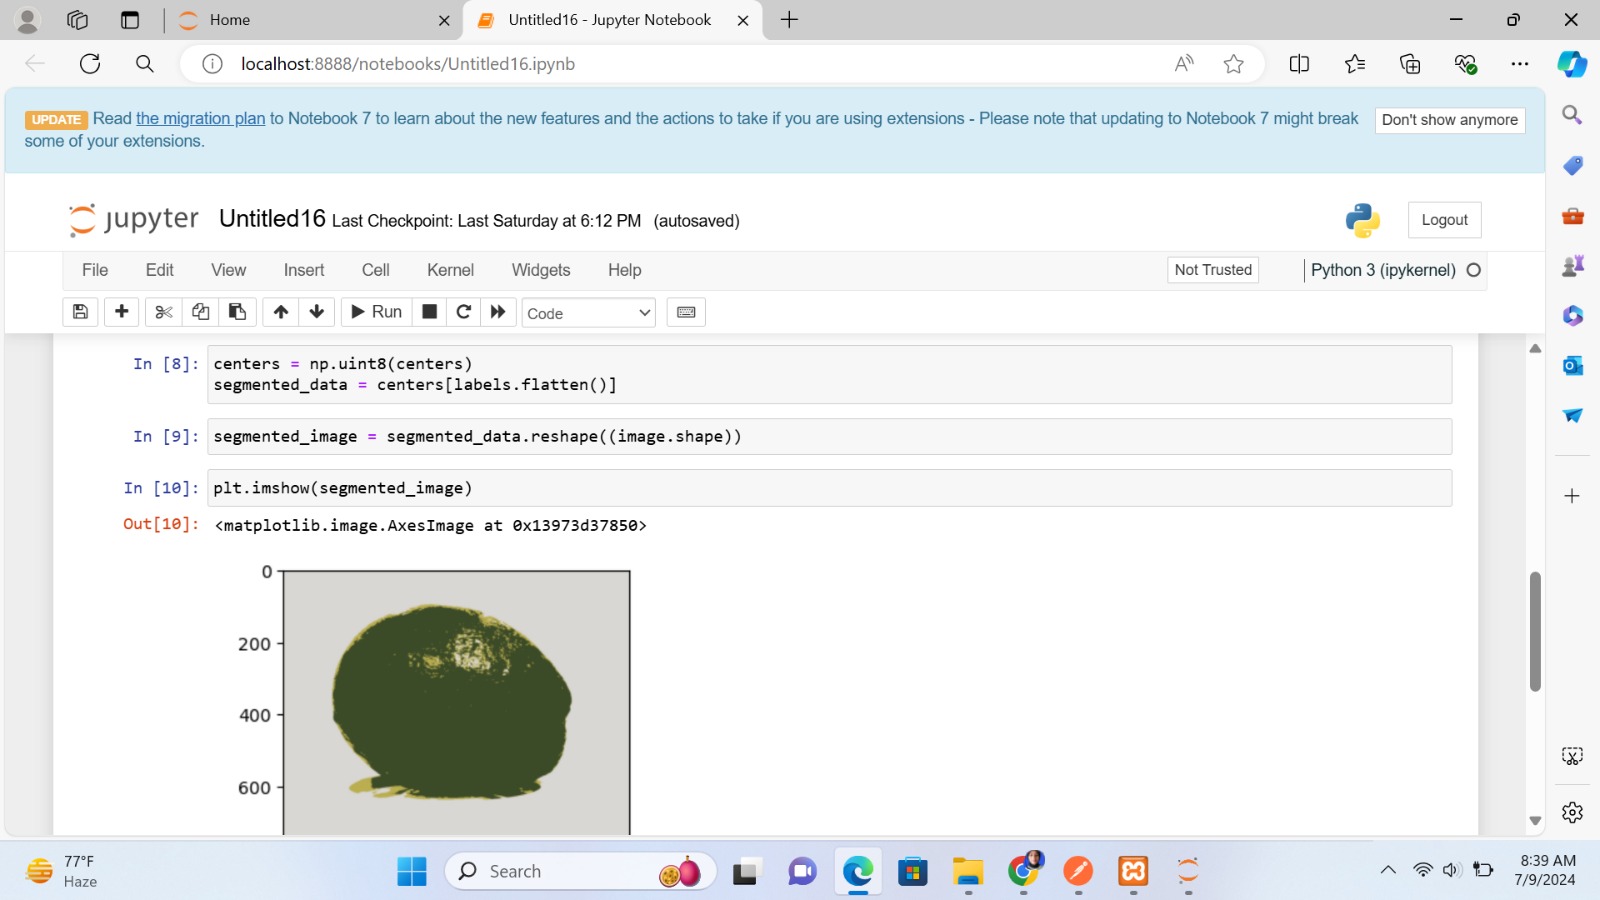 Home
Untitled16 - Jupyter Notebook
localhost:8888/notebooks/Untitled16.ipynb
UPDATE Read the migration plan to Notebook 7 to learn about the new features and the actions to take if you are using extensions - Please note that updating to Notebook 7 might break
some of your extensions.
Don't show anymore
jupyter Untitled16 Last Checkpoint: Last Saturday at 6:12 PM (autosaved)
Logout
File Edit View Insert Cell Kernel Widgets Help
Not Trusted
Python 3 (ipykernel)
Run
Code
In [8]: centers = np.uint8(centers)
segmented_data = centers[labels.flatten()]
In [9]: segmented_image = segmented_data.reshape((image.shape))
In [10]: plt.imshow(segmented_image)
Out[10]: <matplotlib.image.AxesImage at 0x13973d37850>
0
200
400
600
77°F
Haze
Search
8:39 AM
7/9/2024